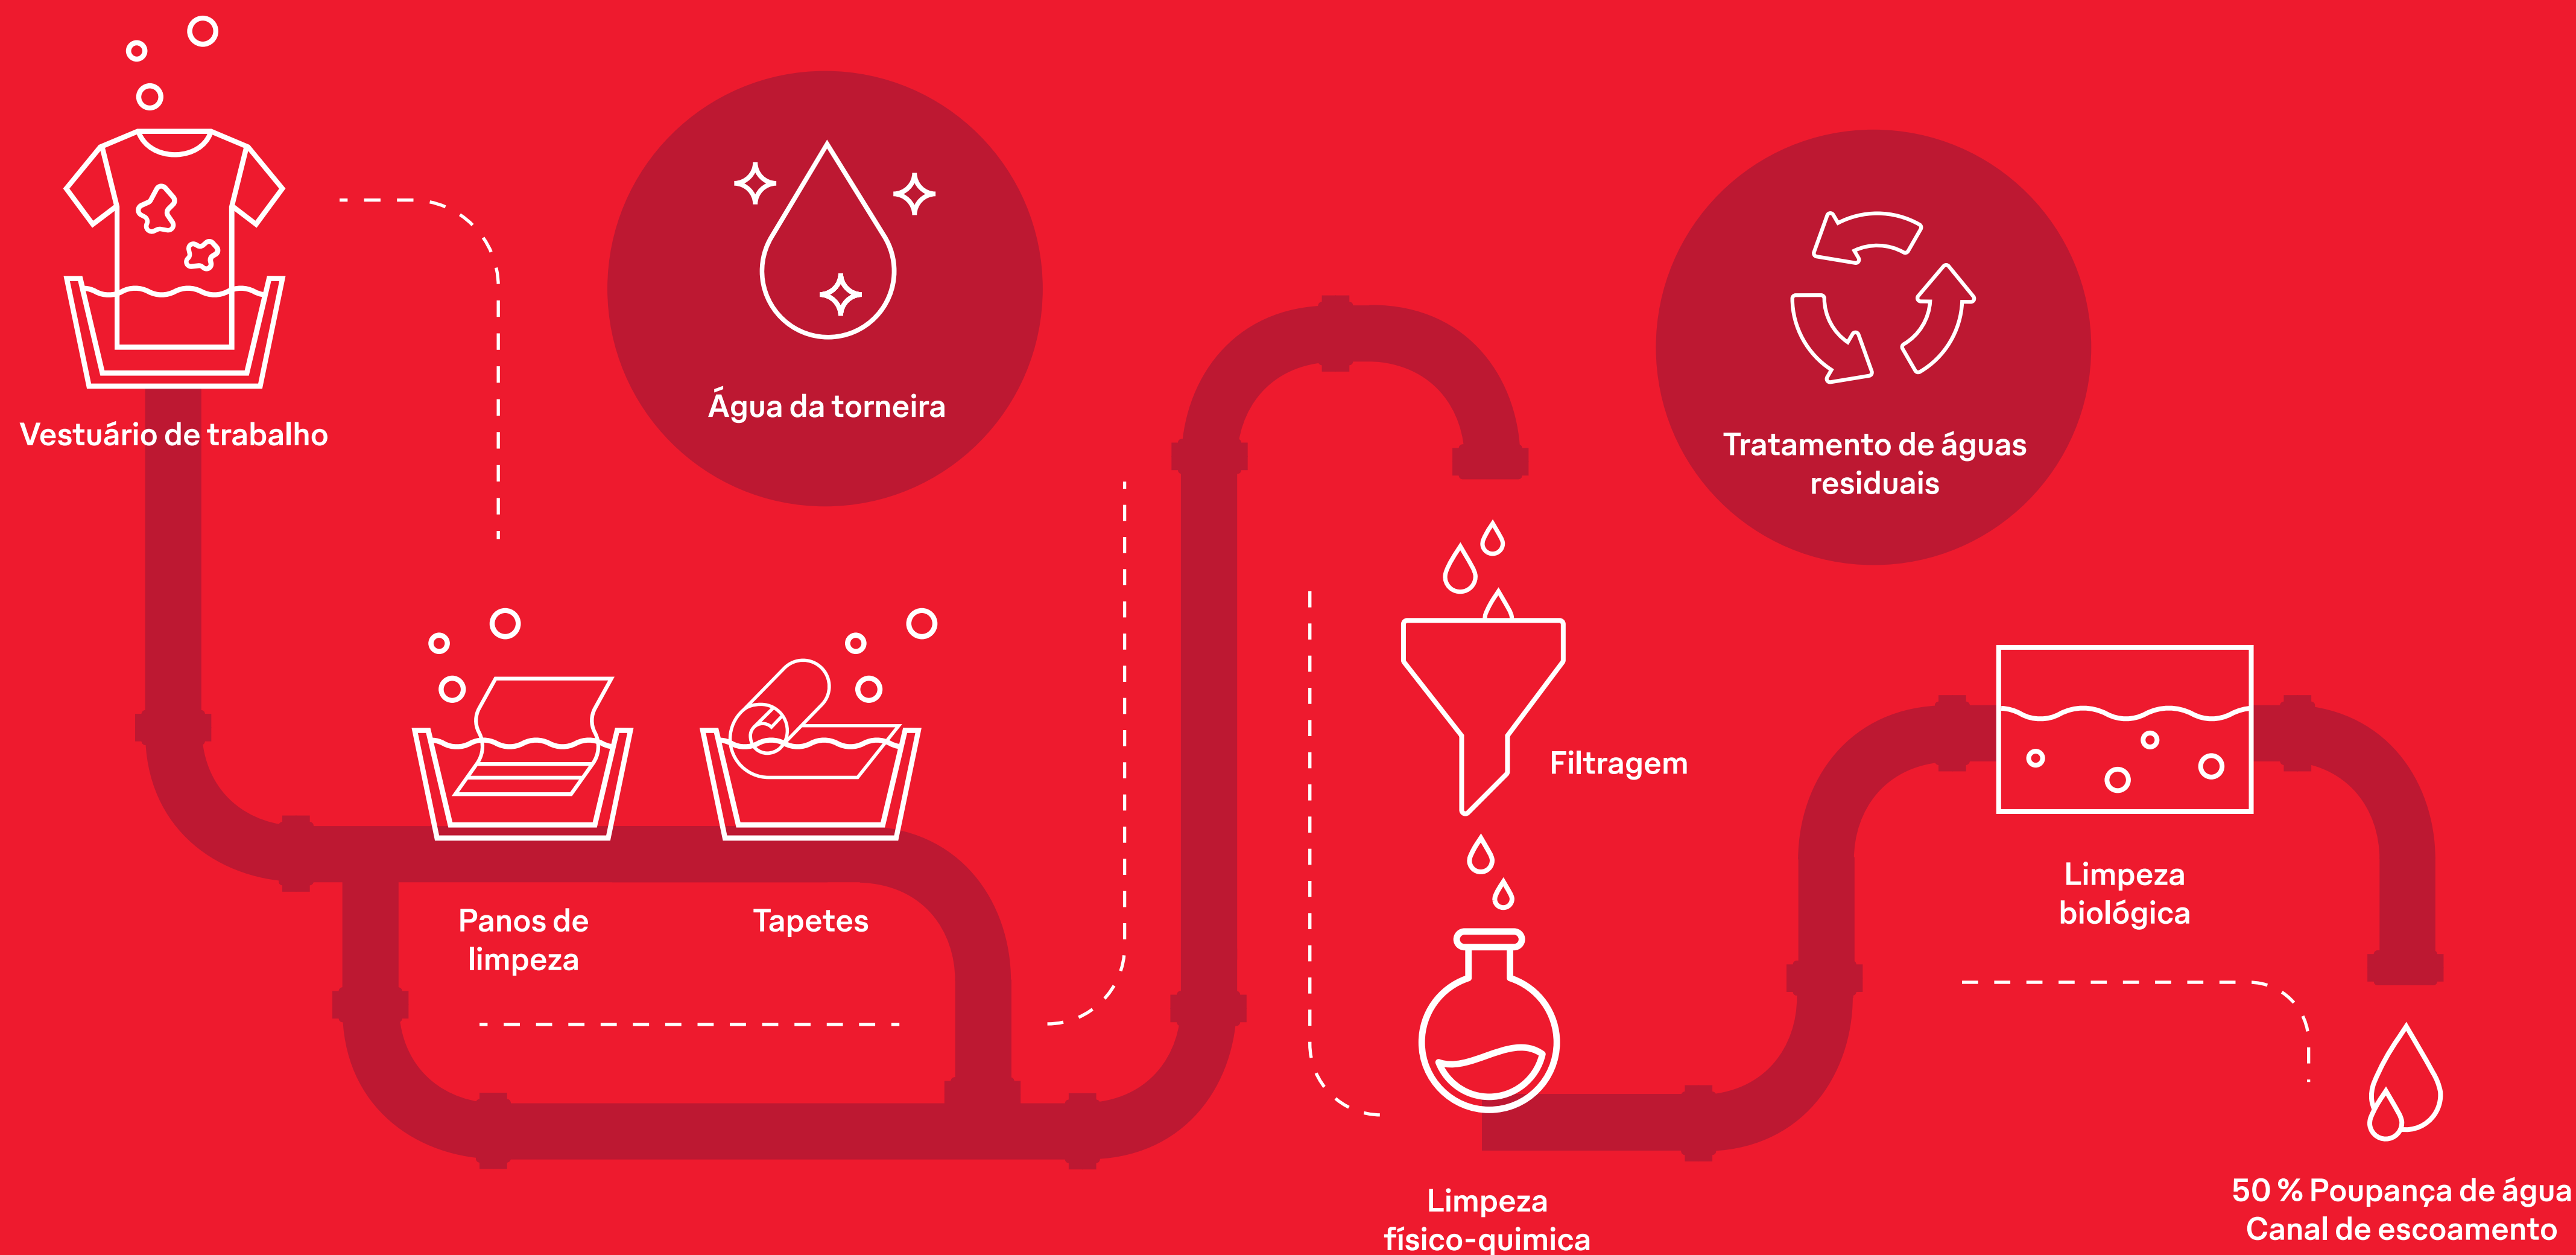 Vestuário de trabalho
Água da torneira
Tratamento de águas
residuais
Panos de
limpeza
Tapetes
Filtragem
Limpeza
físico-quimica
Limpeza
biológica
50 % Poupança de água
Canal de escoamento